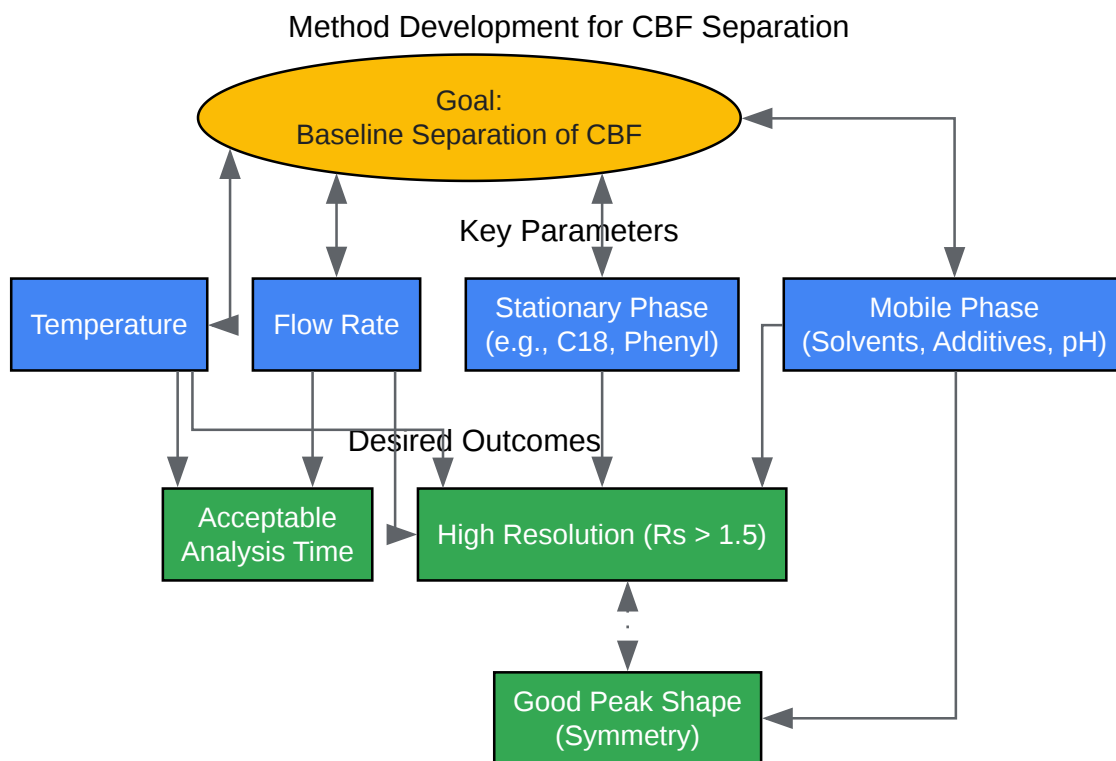 Method Development for CBF Separation
Goal:
Baseline Separation of CBF
Key Parameters
Temperature
Flow Rate
Stationary Phase
(e.g., C18, Phenyl)
Mobile Phase
(Solvents, Additives, pH)
Desired Outcomes
Acceptable
Analysis Time
High Resolution (Rs > 1.5)
Good Peak Shape
(Symmetry)